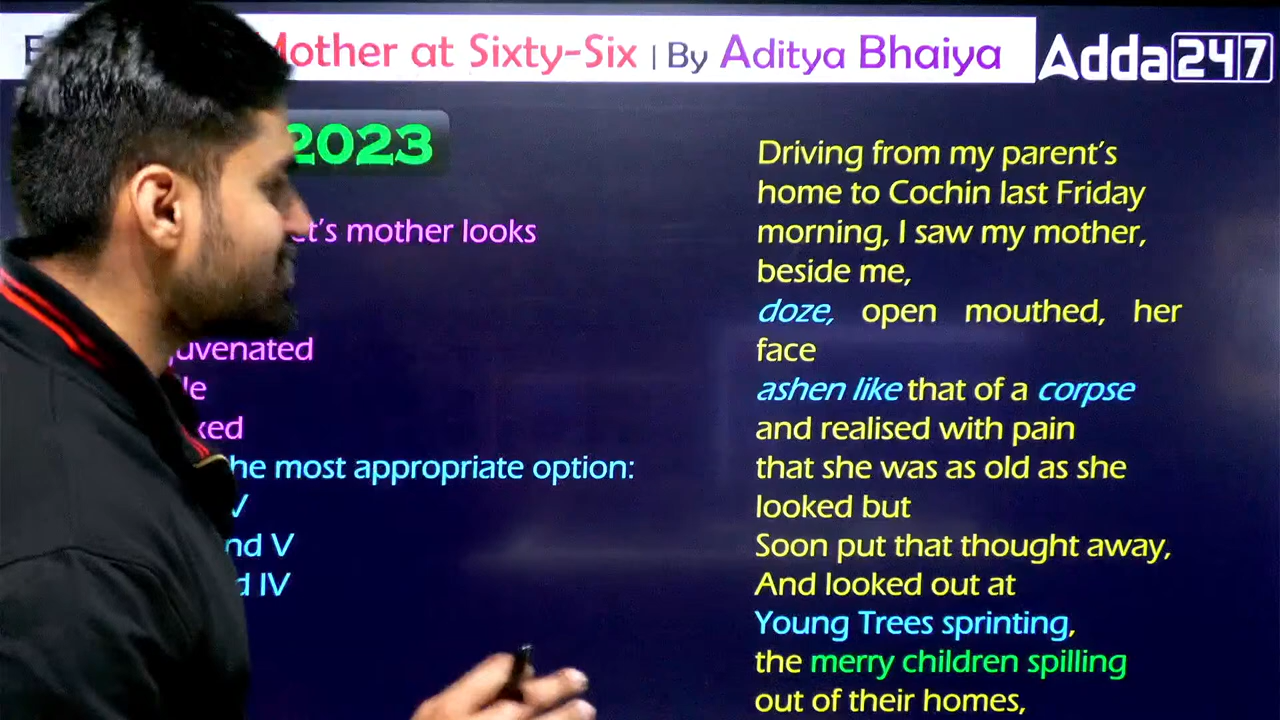 Mother at Sixty-Six | By Aditya Bhaiya
Adda247
2023
mother looks
he most appropriate option:
V
nd V
d IV
Driving from my parent's
home to Cochin last Friday
morning, I saw my mother,
beside me,
doze, open mouthed, her
face
ashen like that of a corpse
and realised with pain
that she was as old as she
looked but
Soon put that thought away,
And looked out at
Young Trees sprinting,
the merry children spilling
out of their homes,